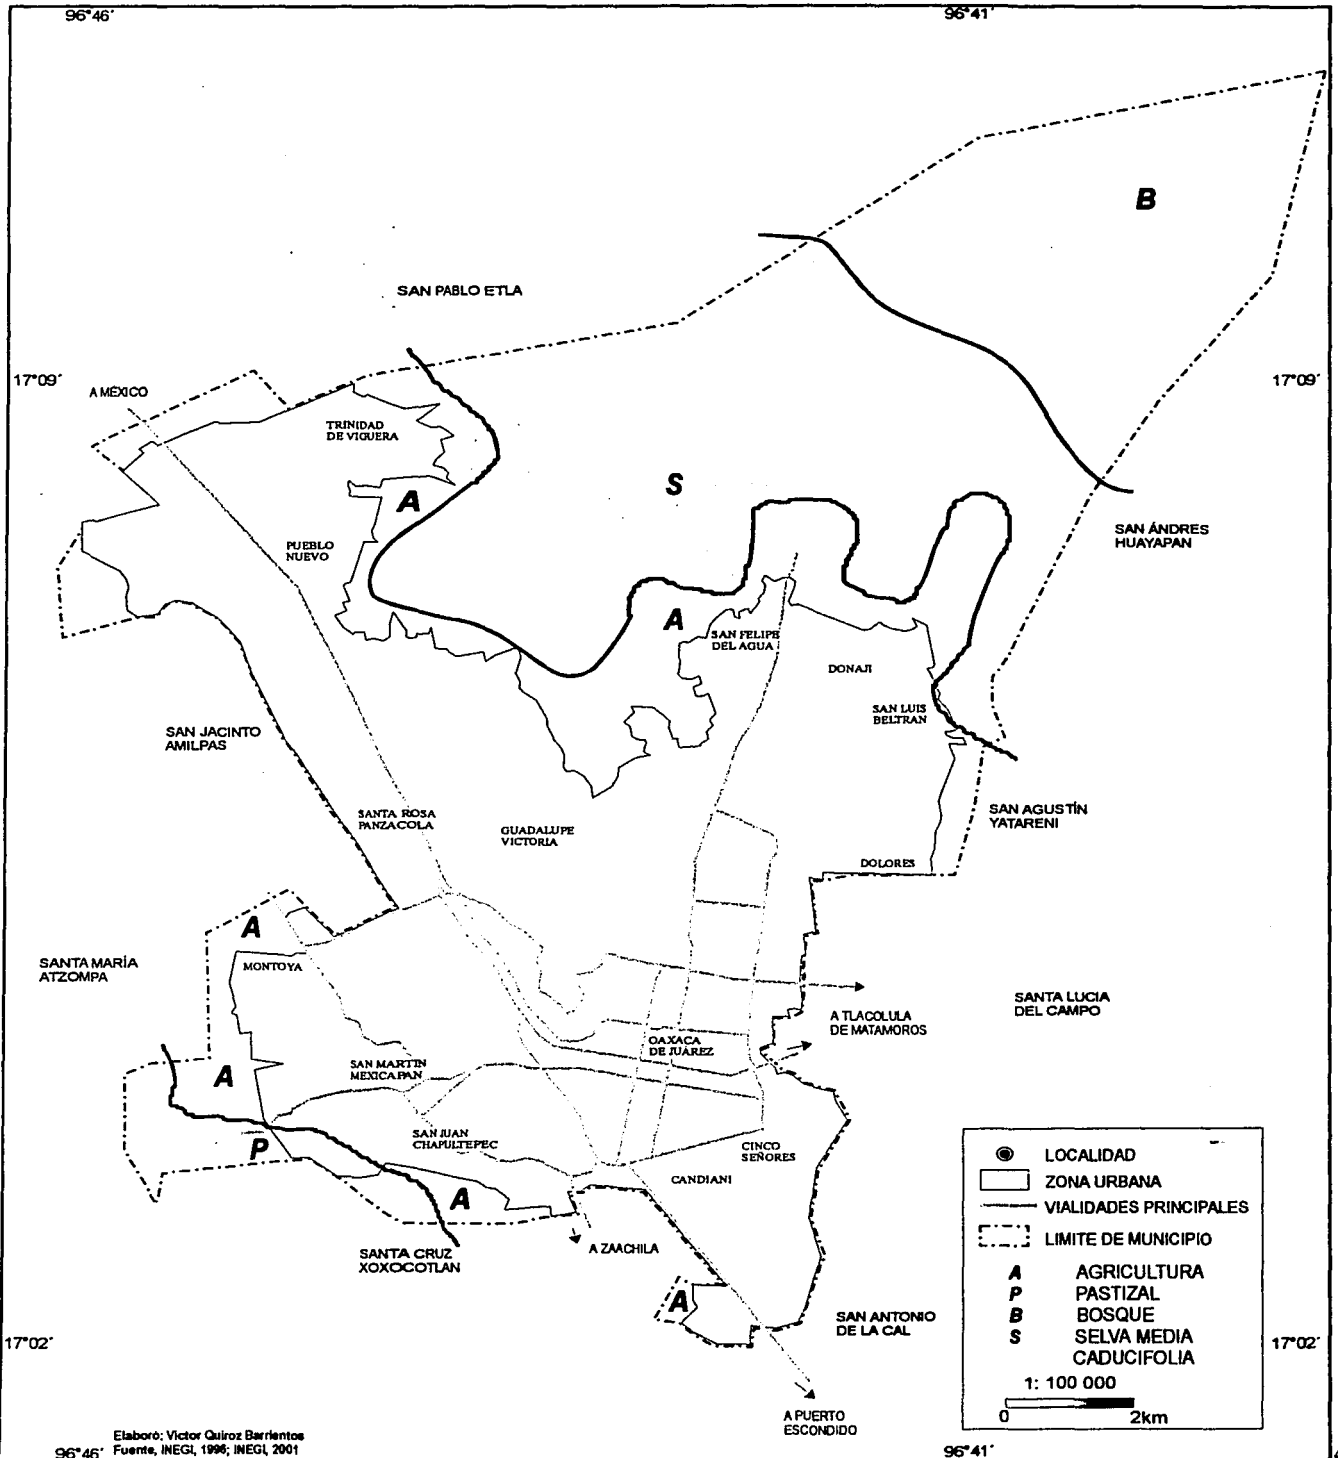 96°46´
96°41´
B
SAN PABLO ETLA
17°09´
17°09´
A MÉXICO
TRINIDAD
DE VIGUERA
S
A
SAN ÁNDRES
HUAYAPAN
PUEBLO
NUEVO
A
SAN FELIPE
DEL AGUA
DONAJI
SAN LUIS
BELTRAN
SAN JACINTO
AMILPAS
SANTA ROSA
PANZACOLA
GUADALUPE
VICTORIA
SAN AGUSTÍN
YATARENI
DOLORES
A
SANTA MARÍA
ATZOMPA
MONTOYA
SANTA LUCIA
DEL CAMPO
A TLACOLULA
DE MATAMOROS
OAXACA
DE JUÁREZ
SAN MARTIN
MEXICAPAN
A
SAN JUAN
CHAPULTEPEC
P
CINCO
SEÑORES
CANDIANI
A
A ZAACHILA
SANTA CRUZ
XOXOCOTLAN
A
SAN ANTONIO
DE LA CAL
LOCALIDAD
ZONA URBANA
VIALIDADES PRINCIPALES
LIMITE DE MUNICIPIO
A AGRICULTURA
P PASTIZAL
B BOSQUE
S SELVA MEDIA
CADUCIFOLIA
1: 100 000
0 2km
17°02´
17°02´
A PUERTO
ESCONDIDO
Elaboró: Victor Quiroz Barrientos
Fuente, INEGI, 1996; INEGI, 2001
96°46´
96°41´